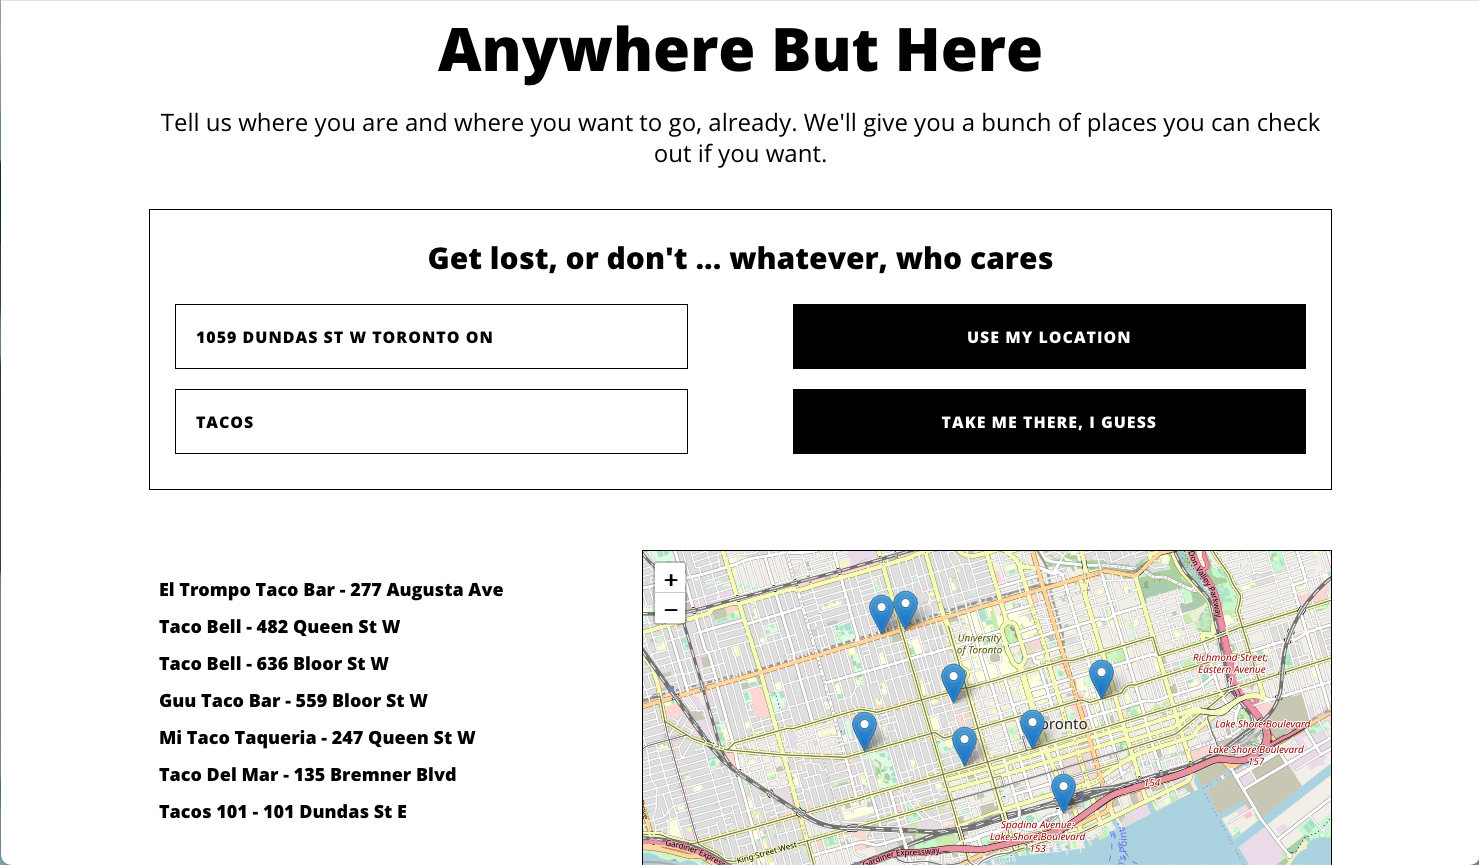 Anywhere But Here
Tell us where you are and where you want to go, already. We'll give you a bunch of places you can check
out if you want.
Get lost, or don't ... whatever, who cares
1059 DUNDAS ST W TORONTO ON
USE MY LOCATION
TACOS
TAKE ME THERE, I GUESS
El Trompo Taco Bar - 277 Augusta Ave
Taco Bell - 482 Queen St W
Taco Bell - 636 Bloor St W
Guu Taco Bar - 559 Bloor St W
Mi Taco Taqueria - 247 Queen St W
Taco Del Mar - 135 Bremner Blvd
Tacos 101 - 101 Dundas St E
+
−
Don Valley Parkway
University
of Toronto
Richmond Street;
Eastern Avenue
oronto
Lake Shore Boulevard
Lake Shore Boulevard
157
154
Spadina Avenue;
Lake Shore Boulevard
153
King Street West
Gardiner Expres
Gardiner Expressway